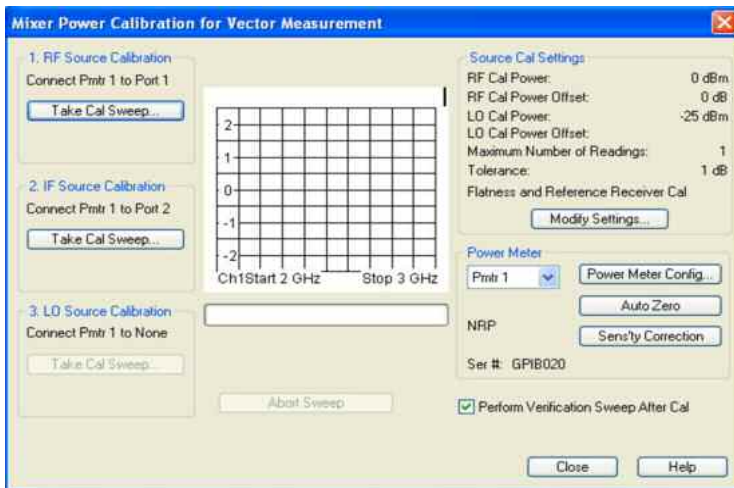 Mixer Power Calibration for Vector Measurement
1. RF Source Calibration
Connect Pmtr 1 to Port 1
Take Cal Sweep...
2. IF Source Calibration
Connect Pmtr 1 to Port 2
Take Cal Sweep...
3. LO Source Calibration
Connect Pmtr 1 to None
Take Cal Sweep...
2
1
0
-1
-2
Ch1Start 2 GHz Stop 3 GHz
Abort Sweep
Source Cal Settings
RF Cal Power: 0 dBm
RF Cal Power Offset: 0 dB
LO Cal Power: -25 dBm
LO Cal Power Offset:
Maximum Number of Readings: 1
Tolerance: 1 dB
Flatness and Reference Receiver Cal
Modify Settings...
Power Meter
Pmtr 1
Power Meter Config...
Auto Zero
NRP
Sens'ty Correction
Ser #: GPIB020
Perform Verification Sweep After Cal
Close
Help